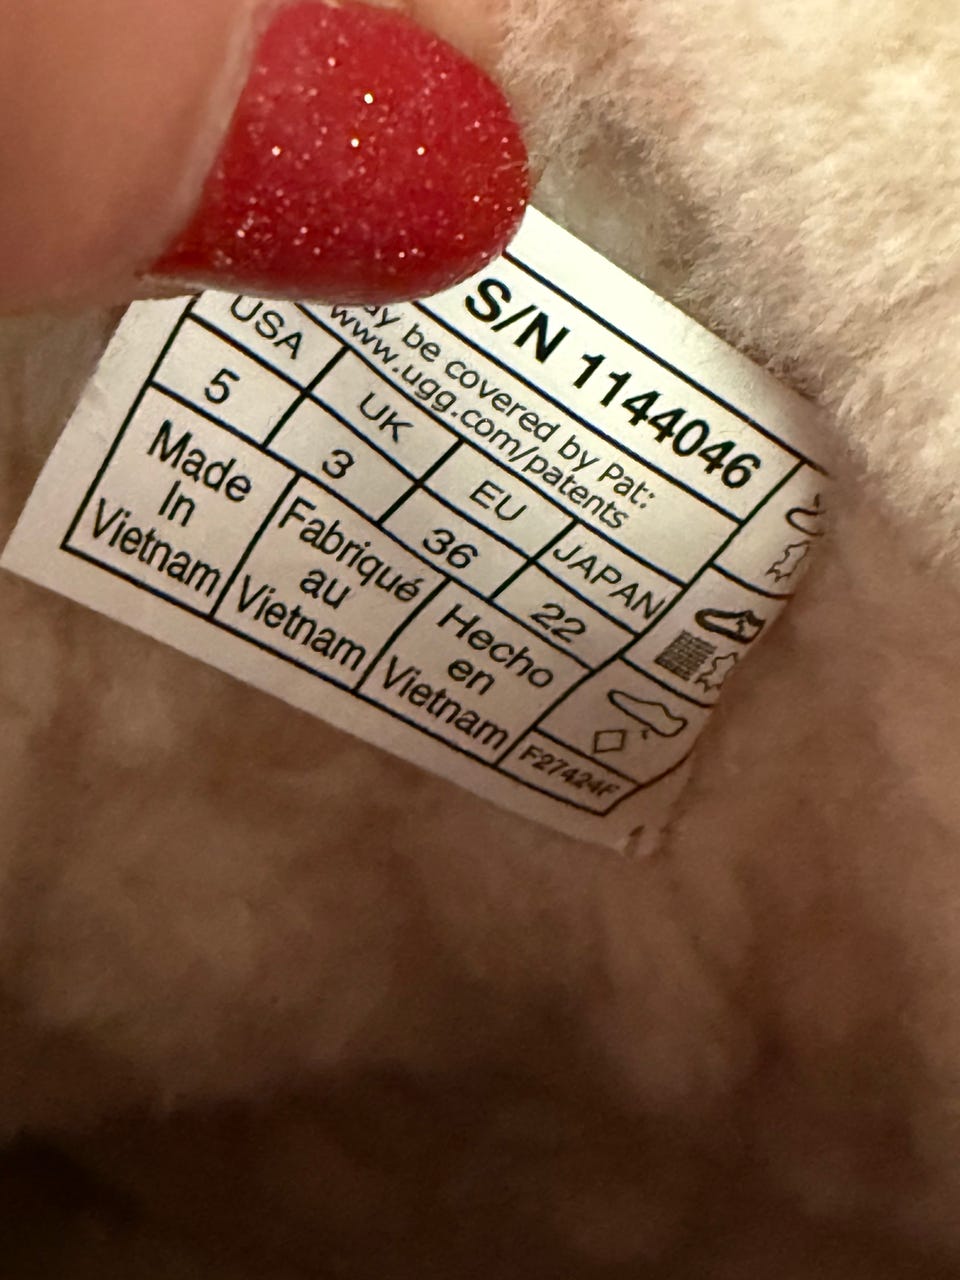 S/N 1144046
be covered by Pat:
www.ugg.com/patents
USA UK EU JAPAN
5 3 36 22
Made In Vietnam
Fabriqué au Vietnam
Hecho en Vietnam
F27424F